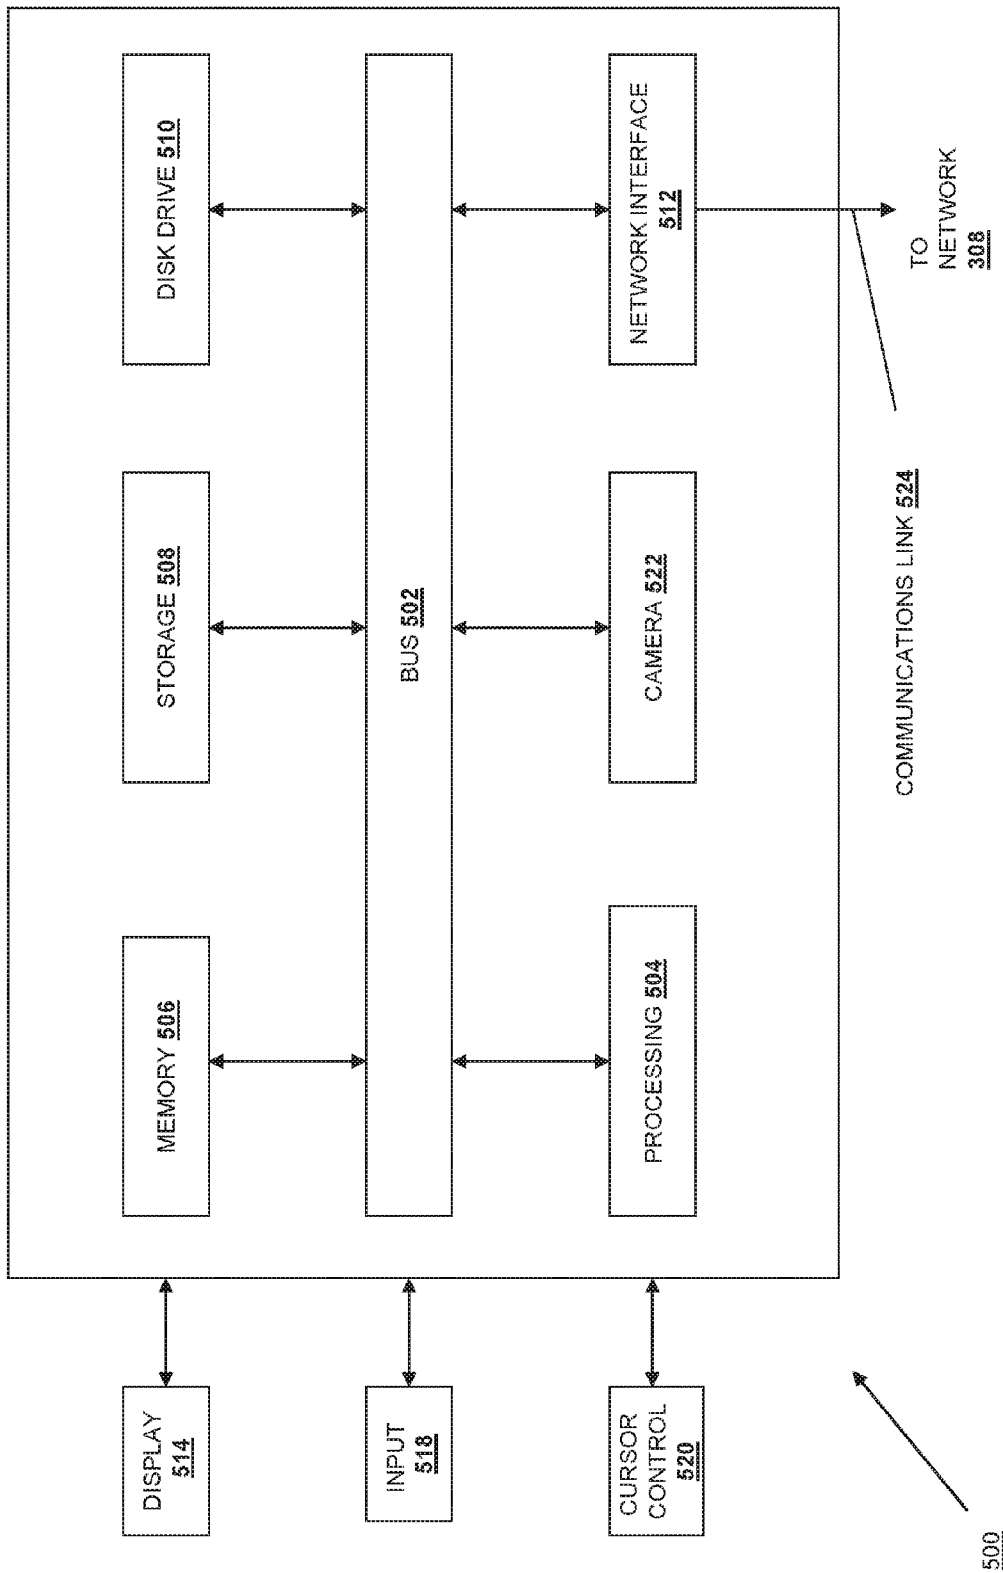 DISPLAY
514
MEMORY 506
STORAGE 508
DISK DRIVE 510
INPUT
518
BUS 502
CURSOR
CONTROL
520
PROCESSING 504
CAMERA 522
NETWORK INTERFACE
512
COMMUNICATIONS LINK 524
TO
NETWORK
308
500